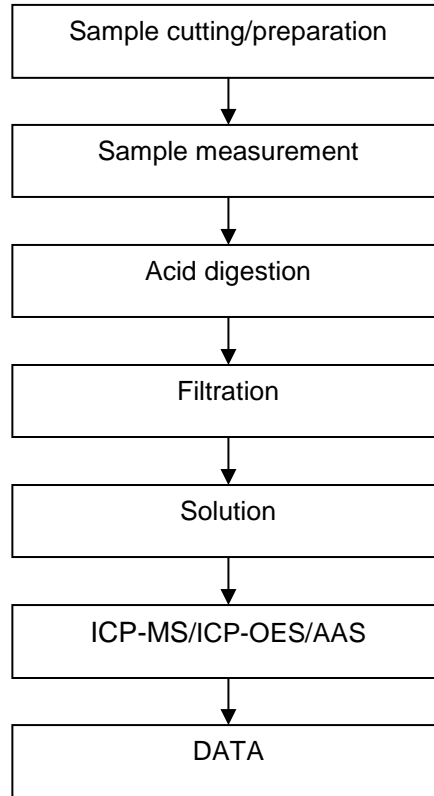 Sample cutting/preparation
Sample measurement
Acid digestion
Filtration
Solution
ICP-MS/ICP-OES/AAS
DATA